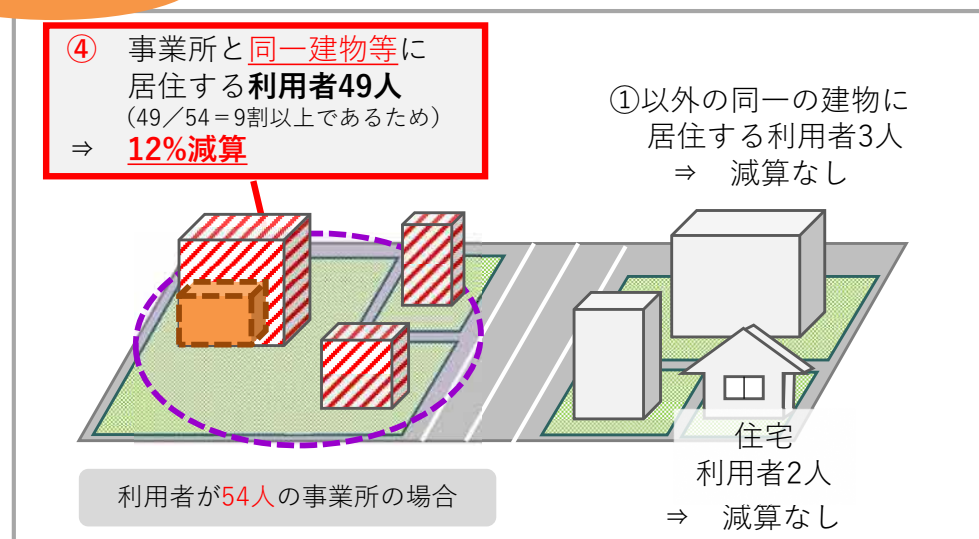 ④ 事業所と同一建物等に
居住する利用者49人
（49／54＝9割以上であるため）
⇒ 12%減算
①以外の同一の建物に
居住する利用者3人
⇒ 減算なし
住宅
利用者2人
⇒ 減算なし
利用者が54人の事業所の場合